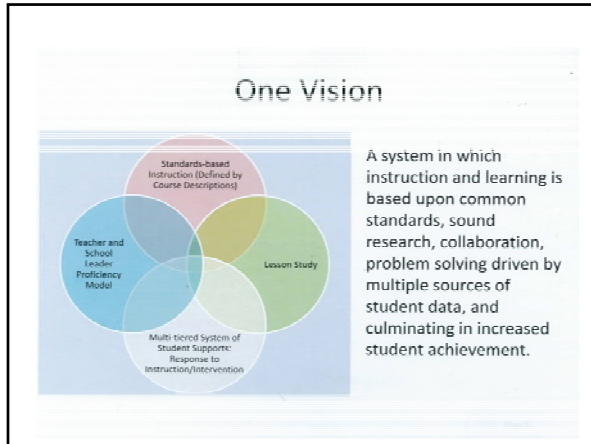 One Vision
Standards-based
Instruction (Defined by
Course Descriptions)
Teacher and
School
Leader
Proficiency
Model
Lesson Study
Multi-tiered System of
Student Supports:
Response to
Instruction/Intervention
A system in which
instruction and learning is
based upon common
standards, sound
research, collaboration,
problem solving driven by
multiple sources of
student data, and
culminating in increased
student achievement.